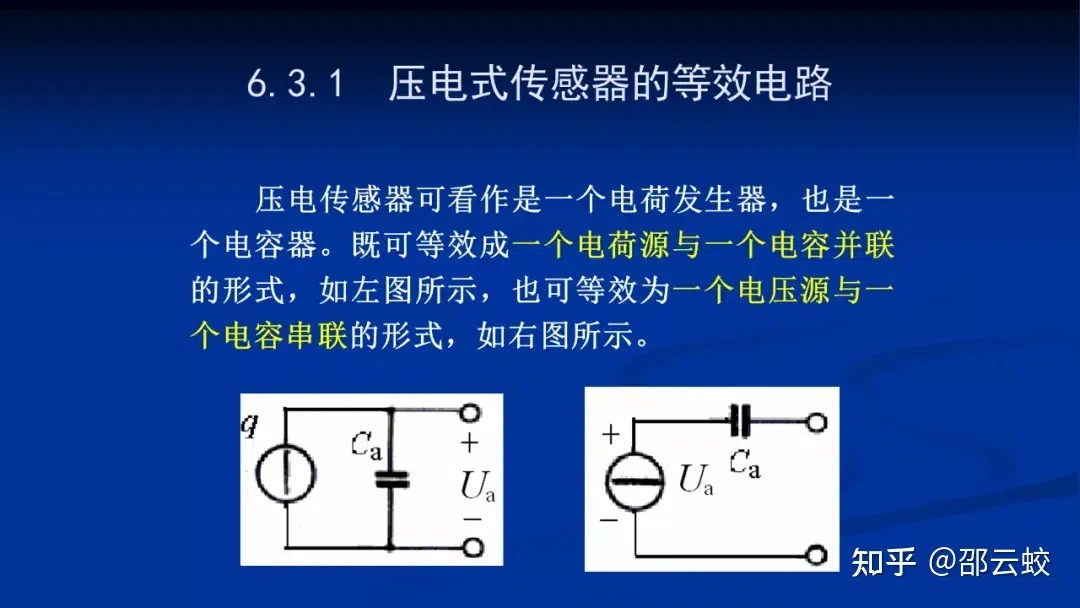 6.3.1 压电式传感器的等效电路
压电传感器可看作是一个电荷发生器，也是一
个电容器。既可等效成一个电荷源与一个电容并联
的形式，如左图所示，也可等效为一个电压源与一
个电容串联的形式，如右图所示。
q
Ca
+
Ua
−
+
Ua
Ca
−
知乎 @邵云蛟